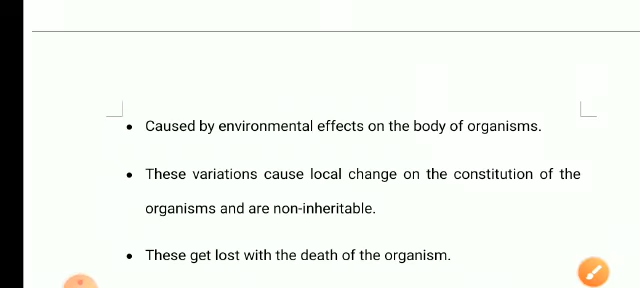 • Caused by environmental effects on the body of organisms.
• These variations cause local change on the constitution of the
organisms and are non-inheritable.
• These get lost with the death of the organism.